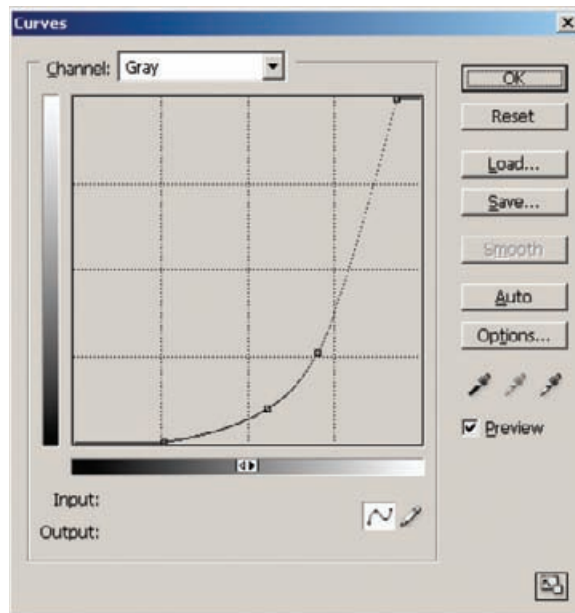 Curves
Channel: Gray
OK
Reset
Load...
Save...
Smooth
Auto
Options...
Preview
Input:
Output: